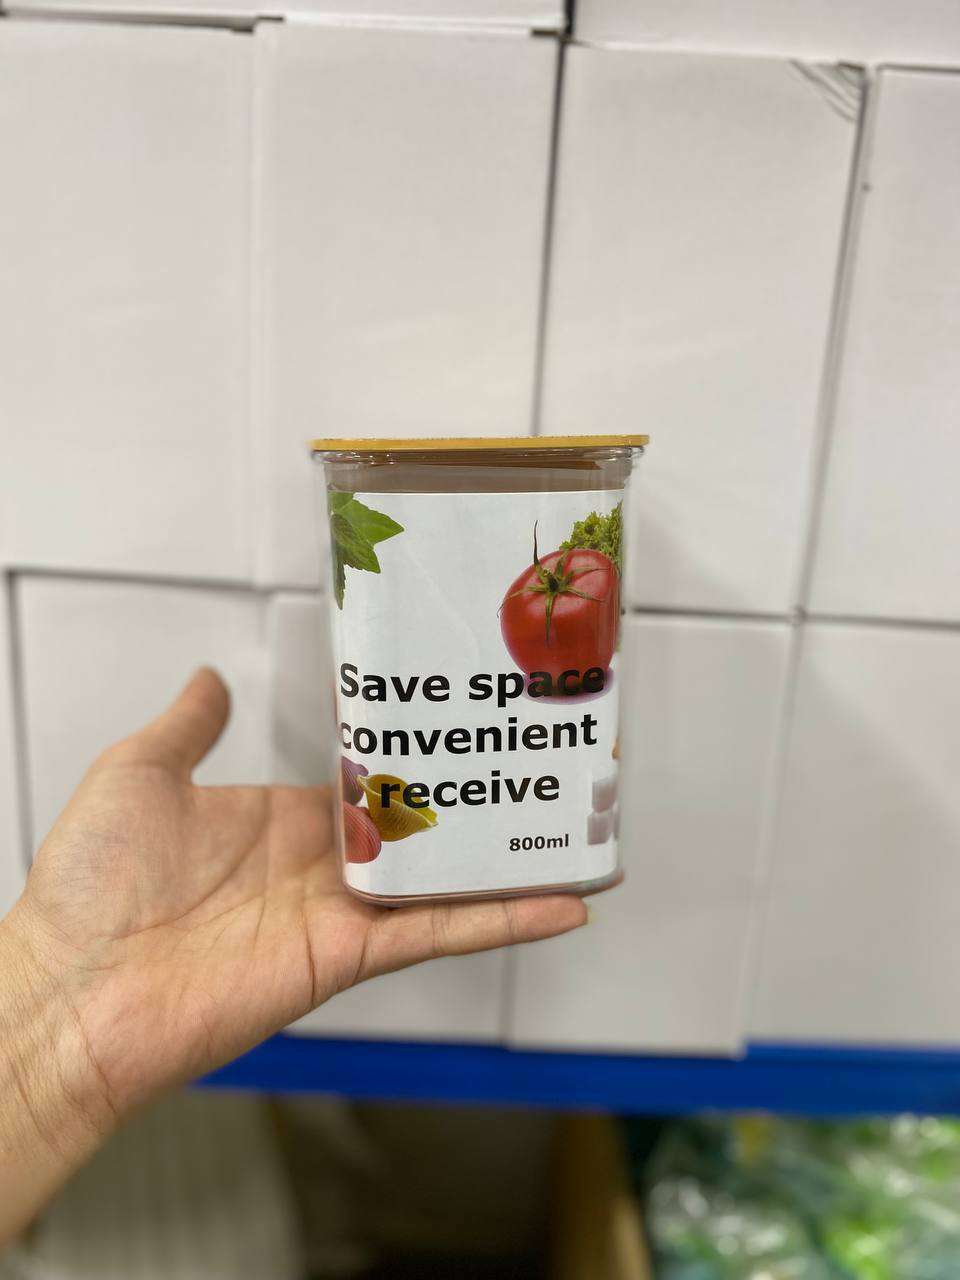 Save space
convenient
receive
800ml